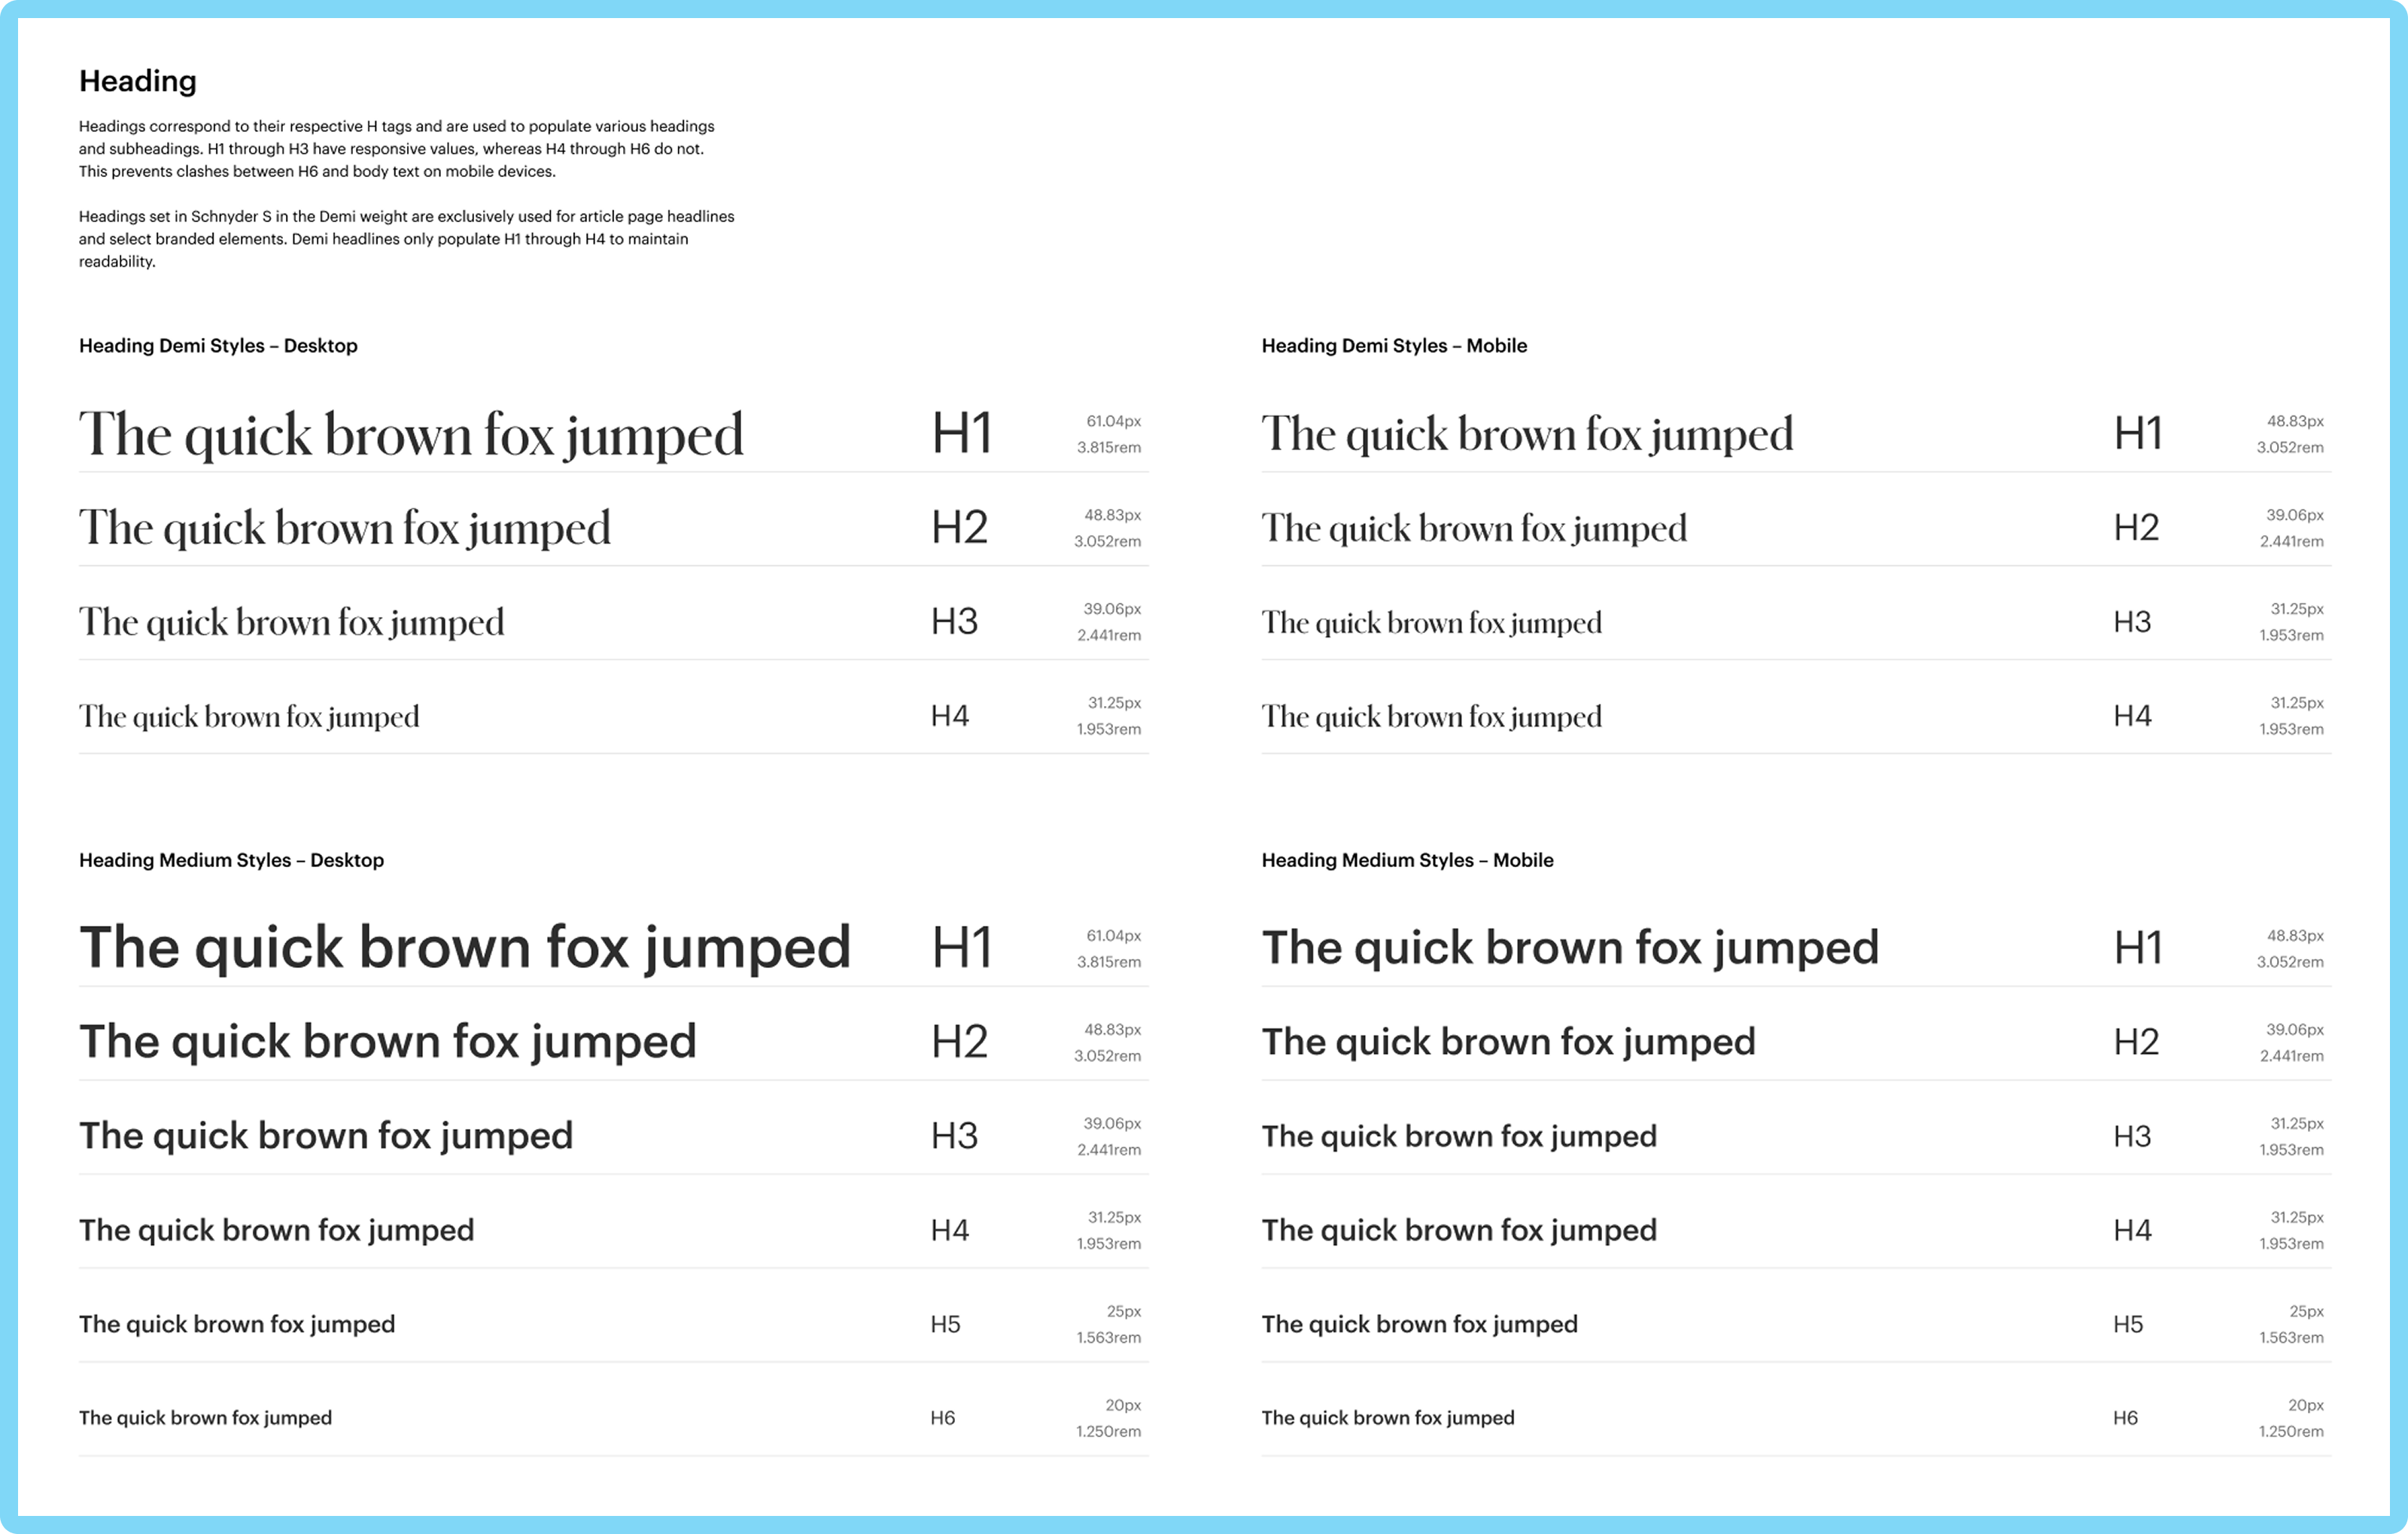 Heading
Headings correspond to their respective H tags and are used to populate various headings
and subheadings. H1 through H3 have responsive values, whereas H4 through H6 do not.
This prevents clashes between H6 and body text on mobile devices.
Headings set in Schnyder S in the Demi weight are exclusively used for article page headlines
and select branded elements. Demi headlines only populate H1 through H4 to maintain
readability.
Heading Demi Styles – Desktop
The quick brown fox jumped H1 61.04px
3.815rem
The quick brown fox jumped H2 48.83px
3.052rem
The quick brown fox jumped H3 39.06px
2.441rem
The quick brown fox jumped H4 31.25px
1.953rem
Heading Demi Styles – Mobile
The quick brown fox jumped H1 48.83px
3.052rem
The quick brown fox jumped H2 39.06px
2.441rem
The quick brown fox jumped H3 31.25px
1.953rem
The quick brown fox jumped H4 31.25px
1.953rem
Heading Medium Styles – Desktop
The quick brown fox jumped H1 61.04px
3.815rem
The quick brown fox jumped H2 48.83px
3.052rem
The quick brown fox jumped H3 39.06px
2.441rem
The quick brown fox jumped H4 31.25px
1.953rem
The quick brown fox jumped H5 25px
1.563rem
The quick brown fox jumped H6 20px
1.250rem
Heading Medium Styles – Mobile
The quick brown fox jumped H1 48.83px
3.052rem
The quick brown fox jumped H2 39.06px
2.441rem
The quick brown fox jumped H3 31.25px
1.953rem
The quick brown fox jumped H4 31.25px
1.953rem
The quick brown fox jumped H5 25px
1.563rem
The quick brown fox jumped H6 20px
1.250rem